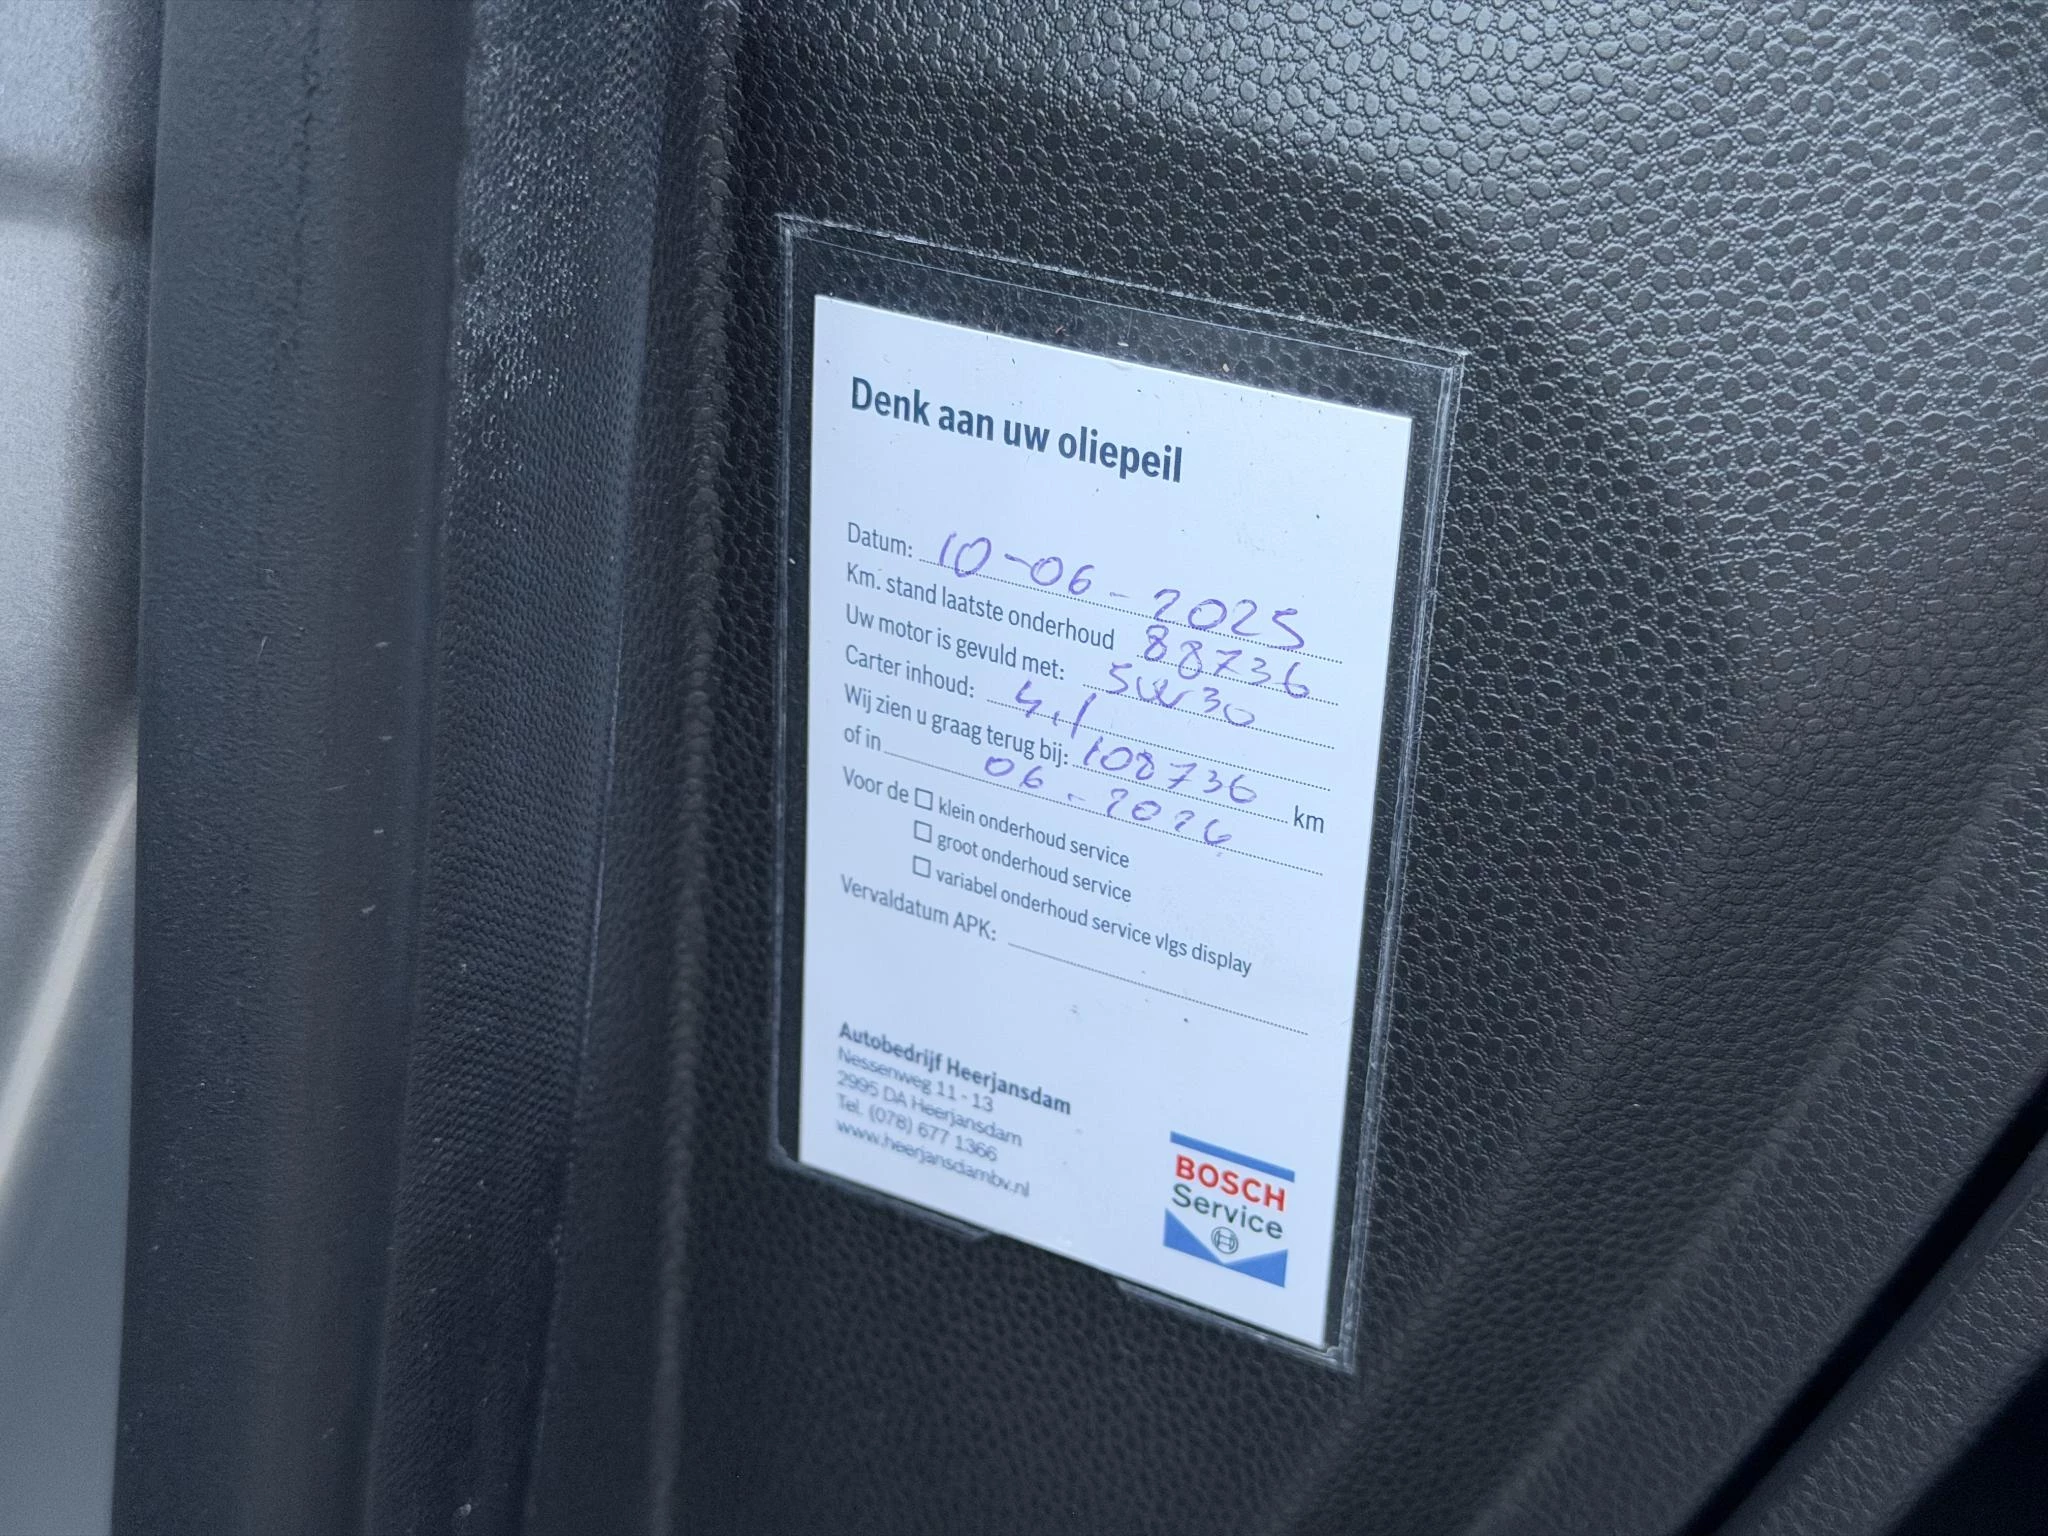 Denk aan uw oliepeil
Datum: 10-06-2025
Km. stand laatste onderhoud 88736
Uw motor is gevuld met: 5W30
Carter inhoud: 4,1
Wij zien u graag terug bij: 108736 km
of in 06-2026
Voor de ☐ klein onderhoud service
☐ groot onderhoud service
☐ variabel onderhoud service vlgs display
Vervaldatum APK:
Autobedrijf Heerjansdam
Nessenweg 11 - 13
2995 DA Heerjansdam
Tel. (078) 677 1366
www.heerjansdambv.nl
BOSCH
Service